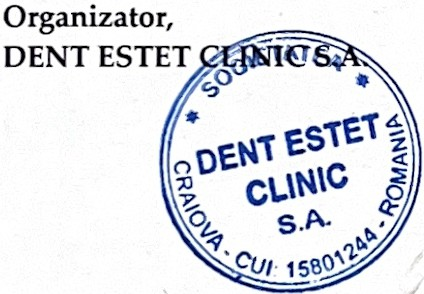 Organizator,
DENT ESTET CLINIC S.A.
DENT ESTET
CLINIC
S.A.
CRAIOVA - CUI: 15801244 - ROMANIA